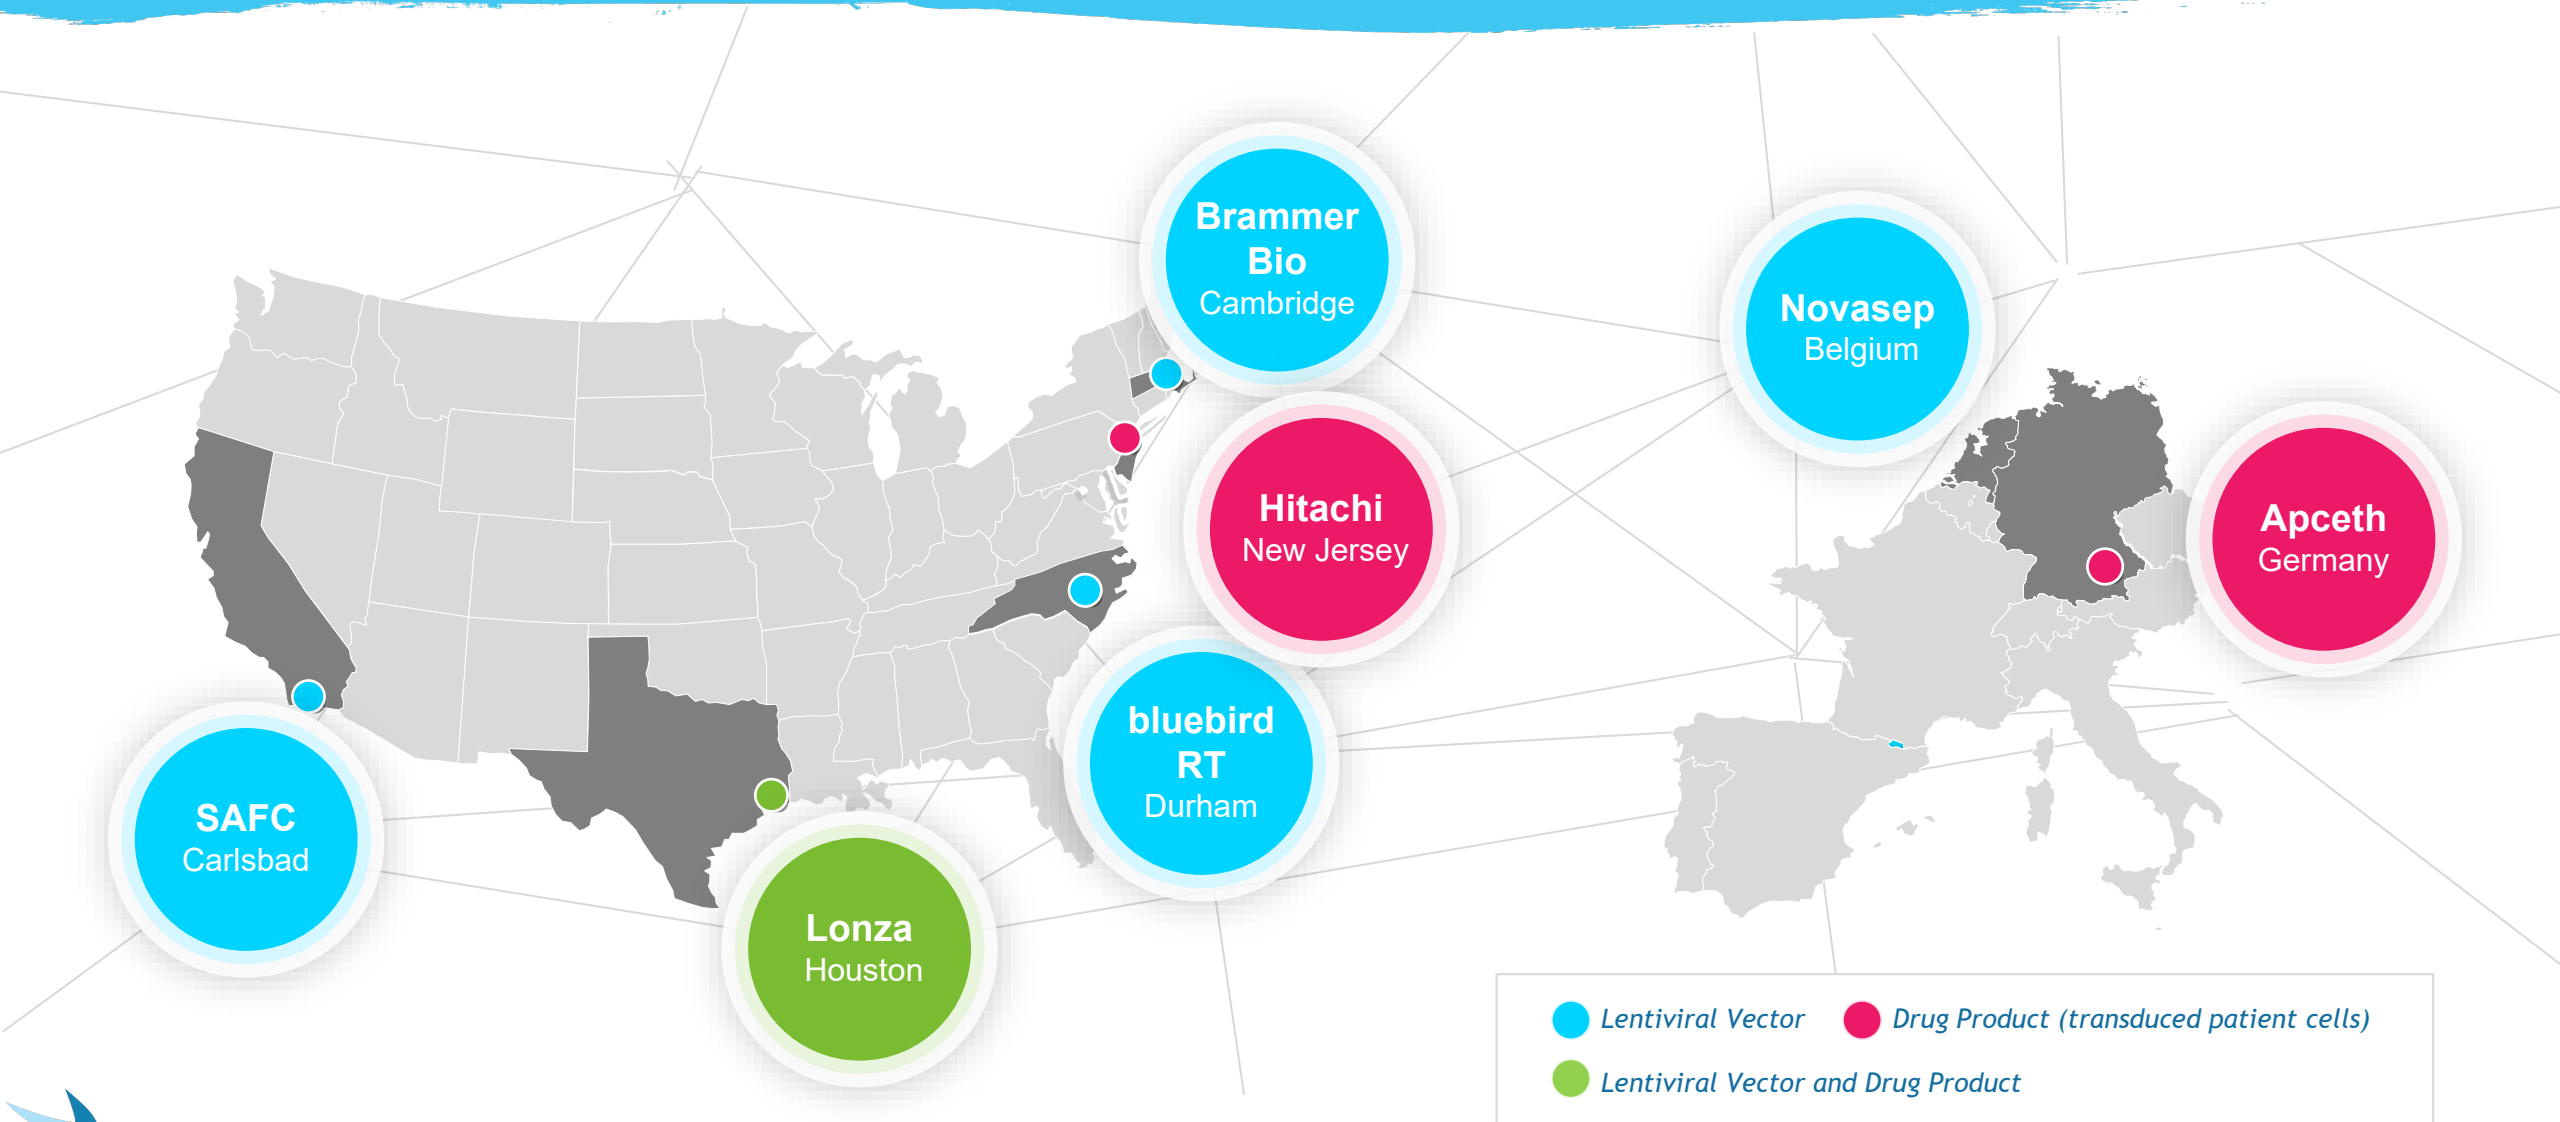 Brammer
Bio
Cambridge
Novasep
Belgium
Hitachi
New Jersey
Apceth
Germany
bluebird
RT
Durham
SAFC
Carlsbad
Lonza
Houston
Lentiviral Vector
Drug Product (transduced patient cells)
Lentiviral Vector and Drug Product